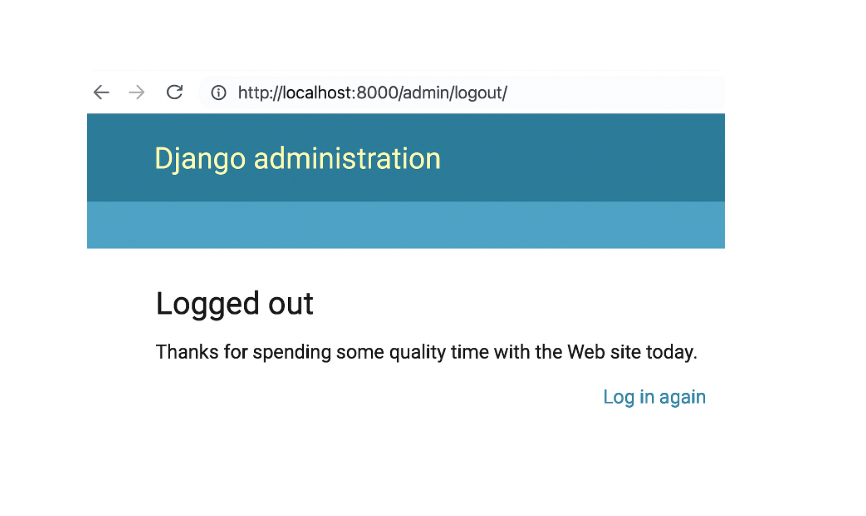 http://localhost:8000/admin/logout/
Django administration
Logged out
Thanks for spending some quality time with the Web site today.
Log in again